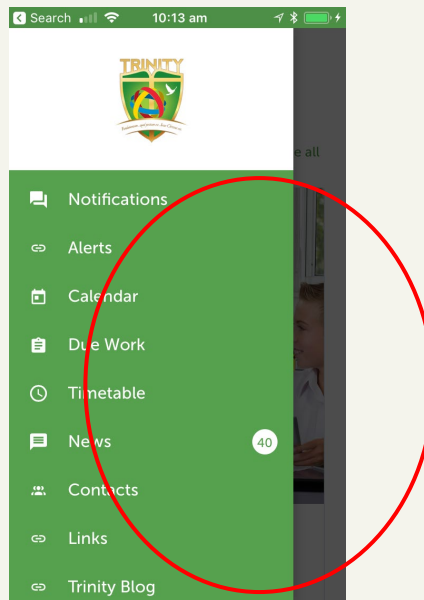 Search 10:13 am
TRINITY
e all
Notifications
Alerts
Calendar
Due Work
Timetable
News 40
Contacts
Links
Trinity Blog